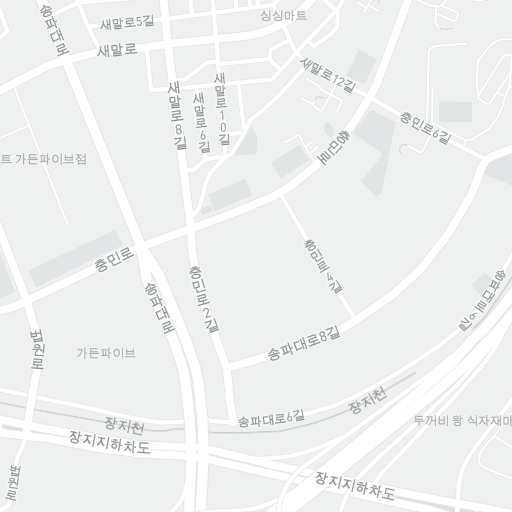 싱싱마트
송파대로
새말로5길
새말로
새말로12길
새말로8길
새말로6길
새말로10길
충민로6길
충민로
트 가든파이브점
충민로
충민로4길
송파대로
충민로2길
송파대로6길
법원로
송파대로8길
가든파이브
장지천
송파대로6길
장지천
두꺼비 왕 식자재마
장지지하차도
법원로
장지지하차도